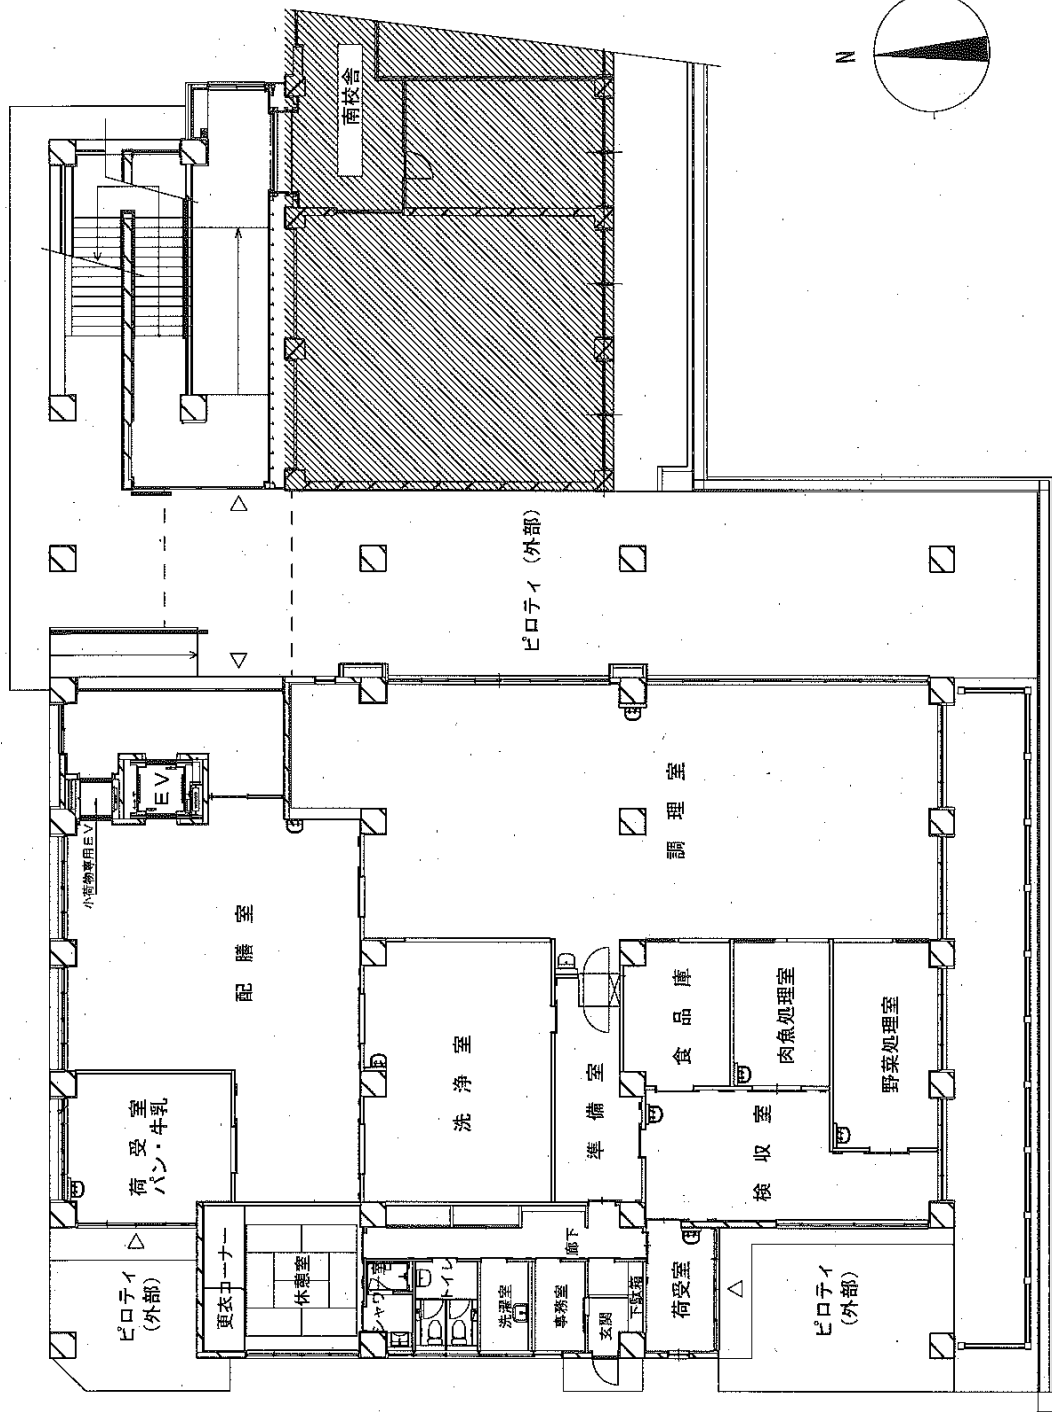 N
南校舎
ピロティ (外部)
EV
小荷物専用EV
配膳室
調理室
荷受室
パン・牛乳
洗浄室
準備室
食品庫
肉魚処理室
野菜処理室
検収室
更衣コーナー
休憩室
シャワー室
トイレ
洗濯室
事務室
廊下
玄関
下駄箱
荷受室
ピロティ
(外部)
ピロティ
(外部)